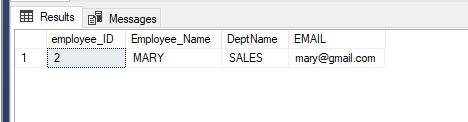 Results Messages
employee_ID Employee_Name DeptName EMAIL
1 2 MARY SALES mary@gmail.com